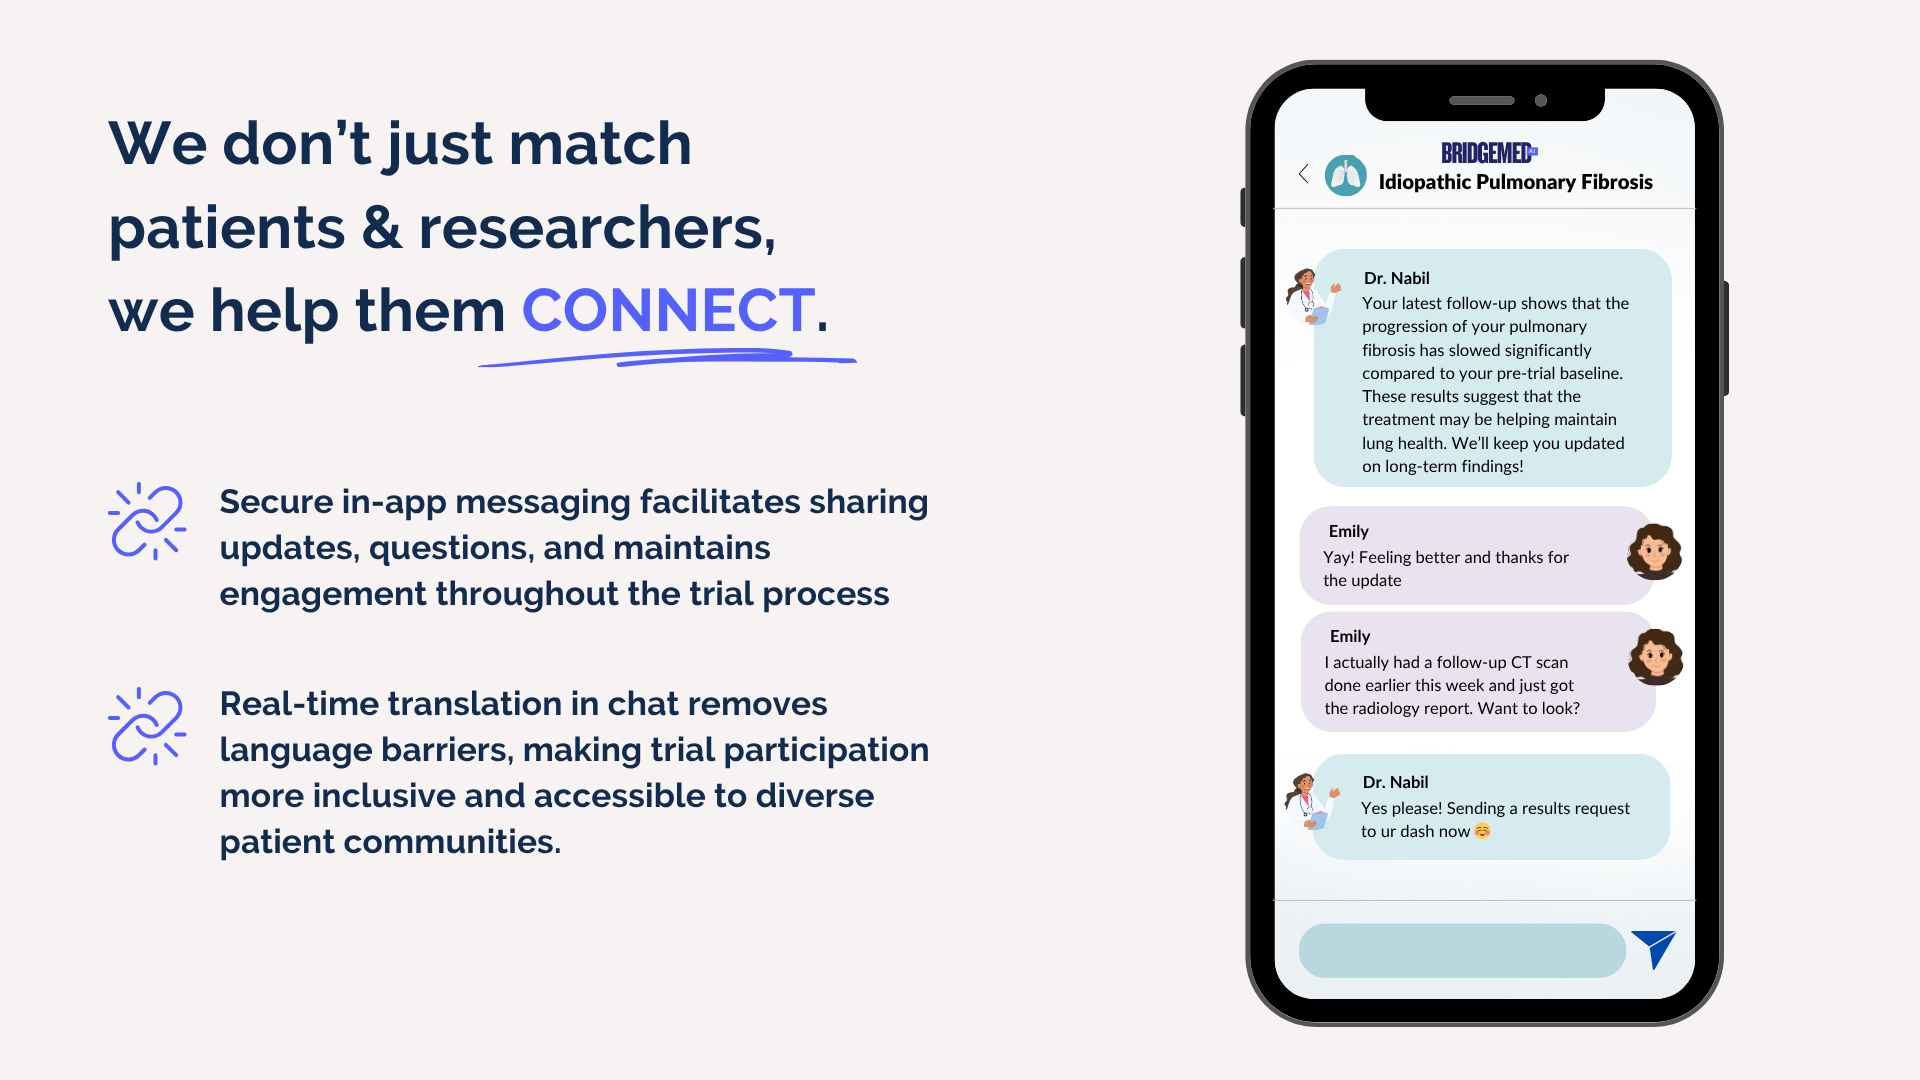 We don’t just match
patients & researchers,
we help them CONNECT.
Secure in-app messaging facilitates sharing
updates, questions, and maintains
engagement throughout the trial process
Real-time translation in chat removes
language barriers, making trial participation
more inclusive and accessible to diverse
patient communities.
BRIDGEMED AI
Idiopathic Pulmonary Fibrosis
Dr. Nabil
Your latest follow-up shows that the
progression of your pulmonary
fibrosis has slowed significantly
compared to your pre-trial baseline.
These results suggest that the
treatment may be helping maintain
lung health. We’ll keep you updated
on long-term findings!
Emily
Yay! Feeling better and thanks for
the update
Emily
I actually had a follow-up CT scan
done earlier this week and just got
the radiology report. Want to look?
Dr. Nabil
Yes please! Sending a results request
to ur dash now ☺️